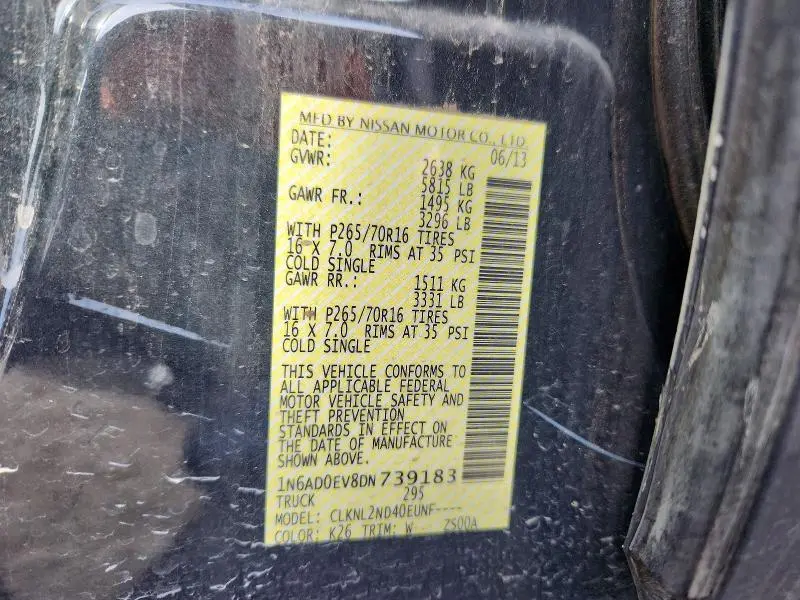 MFD BY NISSAN MOTOR CO., LTD.
DATE: 06/13
GVWR: 2638 KG
5815 LB
GAWR FR.: 1495 KG
3296 LB
WITH P265/70R16 TIRES
16 X 7.0 RIMS AT 35 PSI
COLD SINGLE
GAWR RR.: 1511 KG
3331 LB
WITH P265/70R16 TIRES
16 X 7.0 RIMS AT 35 PSI
COLD SINGLE
THIS VEHICLE CONFORMS TO
ALL APPLICABLE FEDERAL
MOTOR VEHICLE SAFETY AND
THEFT PREVENTION
STANDARDS IN EFFECT ON
THE DATE OF MANUFACTURE
SHOWN ABOVE.
1N6AD0EV8DN739183
TRUCK 295
MODEL: CLKNL2ND40EUNF----
COLOR: K26 TRIM: W ZS00A